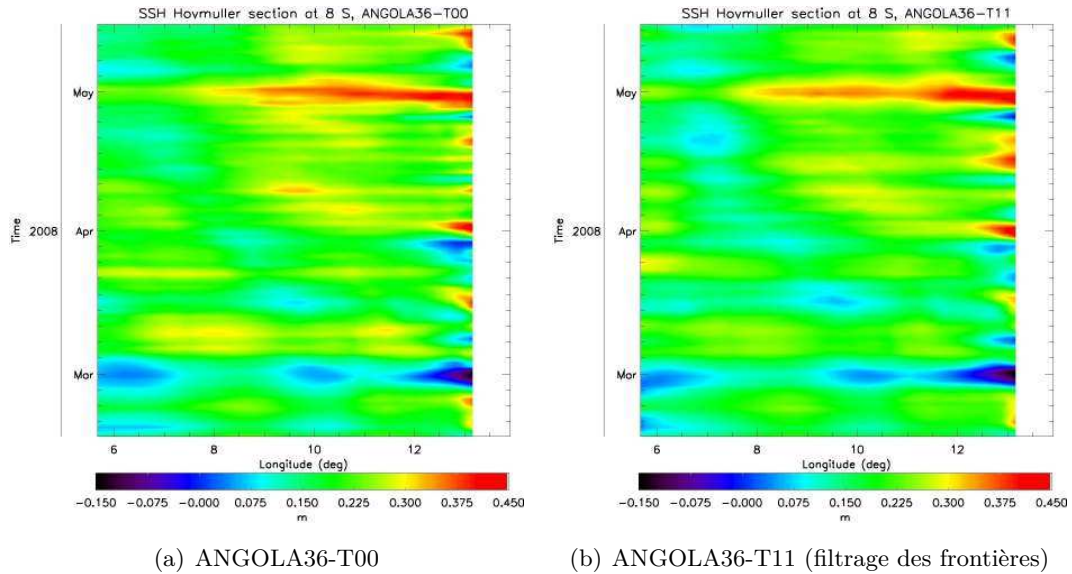 SSH Hovmuller section at 8 S, ANGOLA36-T00
May
Apr
Mar
Time
2008
6 8 10 12
Longitude (deg)
-0.150 -0.075 -0.000 0.075 0.150 0.225 0.300 0.375 0.450
m
(a) ANGOLA36-T00
SSH Hovmuller section at 8 S, ANGOLA36-T11
May
Apr
Mar
Time
2008
6 8 10 12
Longitude (deg)
-0.150 -0.075 -0.000 0.075 0.150 0.225 0.300 0.375 0.450
m
(b) ANGOLA36-T11 (filtrage des frontières)